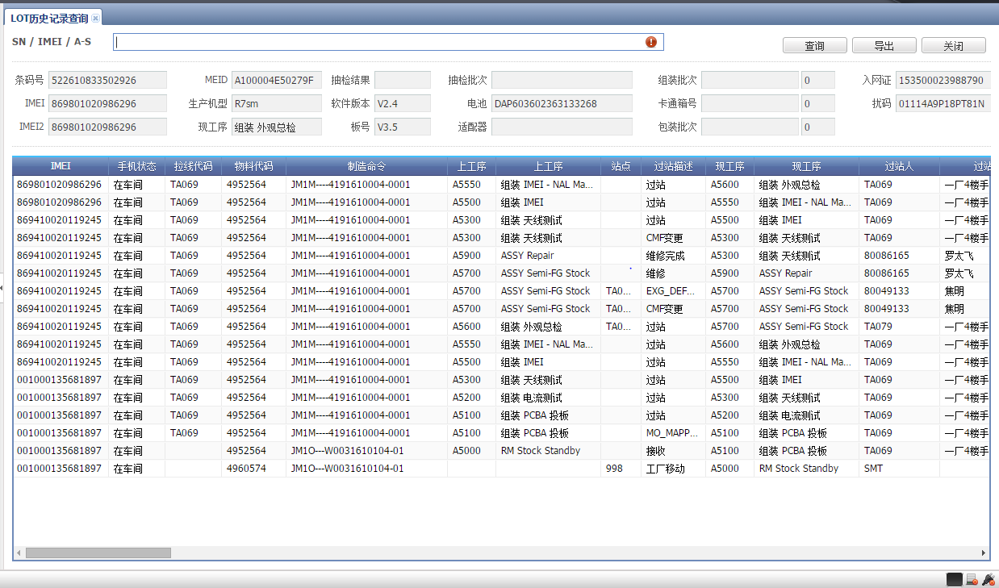 LOT历史记录查询
SN / IMEI / A-S 查询 导出 关闭
条码号 522610833502926 MEID A100004E50279F 抽检结果 抽检批次 组装批次 0 入网证 153500023988790
IMEI 869801020986296 生产机型 R7sm 软件版本 V2.4 电池 DAP603602363133268 卡通箱号 0 扰码 01114A9P18PT81N
IMEI2 869801020986296 现工序 组装 外观总检 板号 V3.5 适配器 包装批次 0
IMEI 手机状态 拉线代码 物料代码 制造命令 上工序 上工序 站点 过站描述 现工序 现工序 过站人 过站
869801020986296 在车间 TA069 4952564 JM1M----4191610004-0001 A5550 组装 IMEI - NAL Ma... 过站 A5600 组装 外观总检 TA069 一厂4楼手
869801020986296 在车间 TA069 4952564 JM1M----4191610004-0001 A5500 组装 IMEI 过站 A5550 组装 IMEI - NAL Ma... TA069 一厂4楼手
869410020119245 在车间 TA069 4952564 JM1M----4191610004-0001 A5300 组装 天线测试 过站 A5500 组装 IMEI TA069 一厂4楼手
869410020119245 在车间 TA069 4952564 JM1M----4191610004-0001 A5300 组装 天线测试 CMF变更 A5300 组装 天线测试 TA069 一厂4楼手
869410020119245 在车间 TA069 4952564 JM1M----4191610004-0001 A5900 ASSY Repair 维修完成 A5300 组装 天线测试 80086165 罗太飞
869410020119245 在车间 TA069 4952564 JM1M----4191610004-0001 A5700 ASSY Semi-FG Stock 维修 A5900 ASSY Repair 80086165 罗太飞
869410020119245 在车间 TA069 4952564 JM1M----4191610004-0001 A5700 ASSY Semi-FG Stock TA0... EXG_DEF... A5700 ASSY Semi-FG Stock 80049133 焦明
869410020119245 在车间 TA069 4952564 JM1M----4191610004-0001 A5700 ASSY Semi-FG Stock TA0... CMF变更 A5700 ASSY Semi-FG Stock 80049133 焦明
869410020119245 在车间 TA069 4952564 JM1M----4191610004-0001 A5600 组装 外观总检 TA0... 过站 A5700 ASSY Semi-FG Stock TA079 一厂4楼手
869410020119245 在车间 TA069 4952564 JM1M----4191610004-0001 A5550 组装 IMEI - NAL Ma... 过站 A5600 组装 外观总检 TA069 一厂4楼手
869410020119245 在车间 TA069 4952564 JM1M----4191610004-0001 A5500 组装 IMEI 过站 A5550 组装 IMEI - NAL Ma... TA069 一厂4楼手
001000135681897 在车间 TA069 4952564 JM1M----4191610004-0001 A5300 组装 天线测试 过站 A5500 组装 IMEI TA069 一厂4楼手
001000135681897 在车间 TA069 4952564 JM1M----4191610004-0001 A5200 组装 电流测试 过站 A5300 组装 天线测试 TA069 一厂4楼手
001000135681897 在车间 TA069 4952564 JM1M----4191610004-0001 A5100 组装 PCBA 投板 过站 A5200 组装 电流测试 TA069 一厂4楼手
001000135681897 在车间 TA069 4952564 JM1M----4191610004-0001 A5100 组装 PCBA 投板 MO_MAPP... A5100 组装 PCBA 投板 TA069 一厂4楼手
001000135681897 在车间 4952564 JM1O---W0031610104-01 A5000 RM Stock Standby 接收 A5100 组装 PCBA 投板 TA069 一厂4楼手
001000135681897 在车间 4960574 JM1O---W0031610104-01 998 工厂移动 A5000 RM Stock Standby SMT